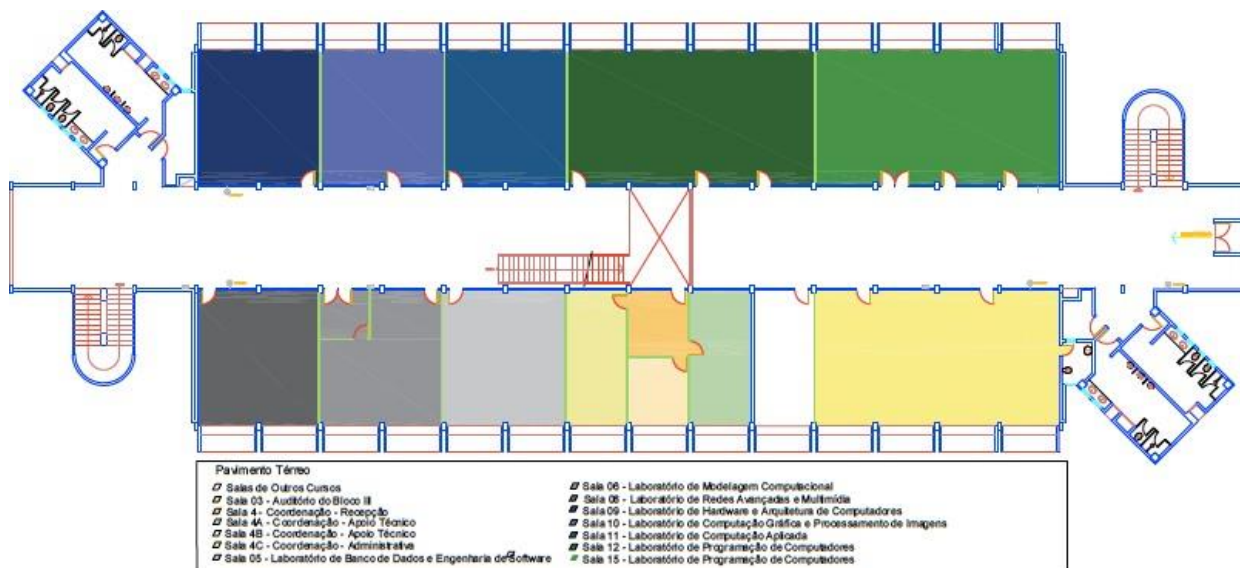 Pavimento Térreo
Salas de Outros Cursos
Sala 03 - Auditório do Bloco III
Sala 4 - Coordenação - Recepção
Sala 4A - Coordenação - Apoio Técnico
Sala 4B - Coordenação - Apoio Técnico
Sala 4C - Coordenação - Administrativa
Sala 05 - Laboratório de Banco de Dados e Engenharia de Software
Sala 06 - Laboratório de Modelagem Computacional
Sala 08 - Laboratório de Redes Avançadas e Multimídia
Sala 09 - Laboratório de Hardware e Arquitetura de Computadores
Sala 10 - Laboratório de Computação Gráfica e Processamento de Imagens
Sala 11 - Laboratório de Computação Aplicada
Sala 12 - Laboratório de Programação de Computadores
Sala 15 - Laboratório de Programação de Computadores